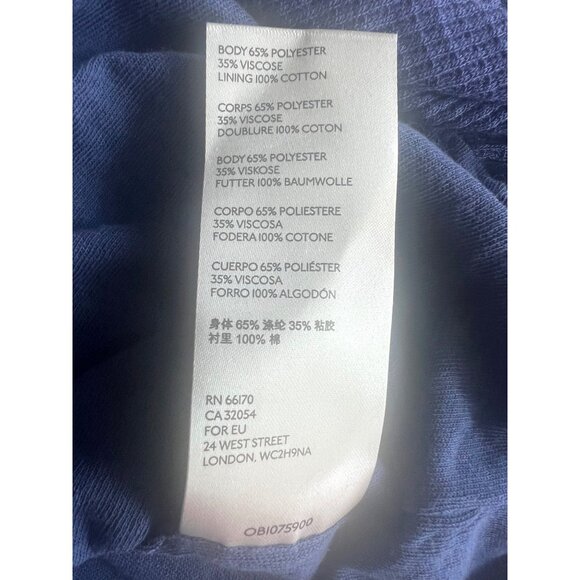 BODY 65% POLYESTER
35% VISCOSE
LINING 100% COTTON
CORPS 65% POLYESTER
35% VISCOSE
DOUBLURE 100% COTON
BODY 65% POLYESTER
35% VISKOSE
FUTTER 100% BAUMWOLLE
CORPO 65% POLIESTERE
35% VISCOSA
FODERA 100% COTONE
CUERPO 65% POLIÉSTER
35% VISCOSA
FORRO 100% ALGODÓN
身体 65% 涤纶 35% 粘胶
衬里 100% 棉
RN 66170
CA 32054
FOR EU
24 WEST STREET
LONDON, WC2H9NA
OB1075900